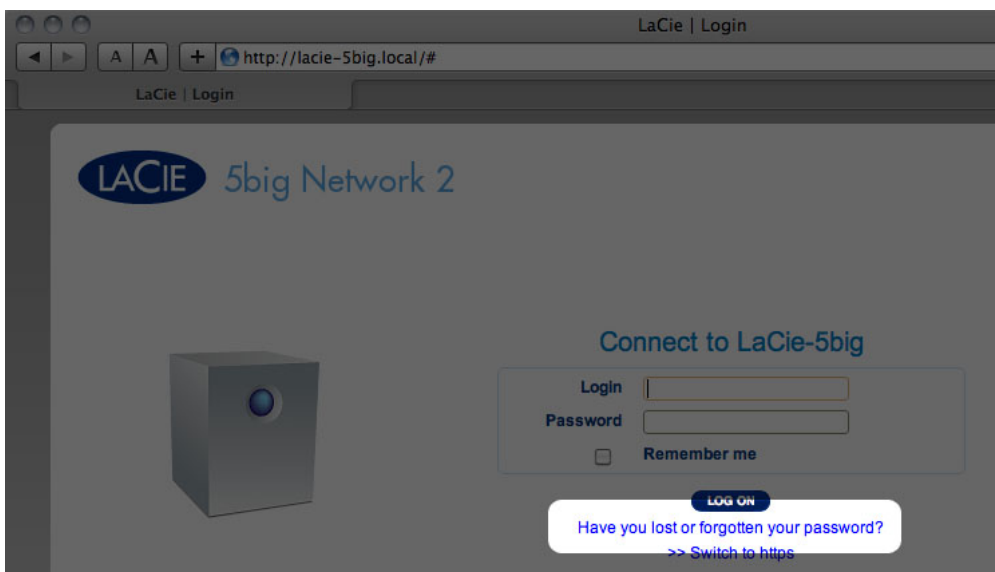 LaCie | Login
A A + http://lacie-5big.local/#
LaCie | Login
LACIE 5big Network 2
Connect to LaCie-5big
Login
Password
Remember me
LOG ON
Have you lost or forgotten your password?
>> Switch to https